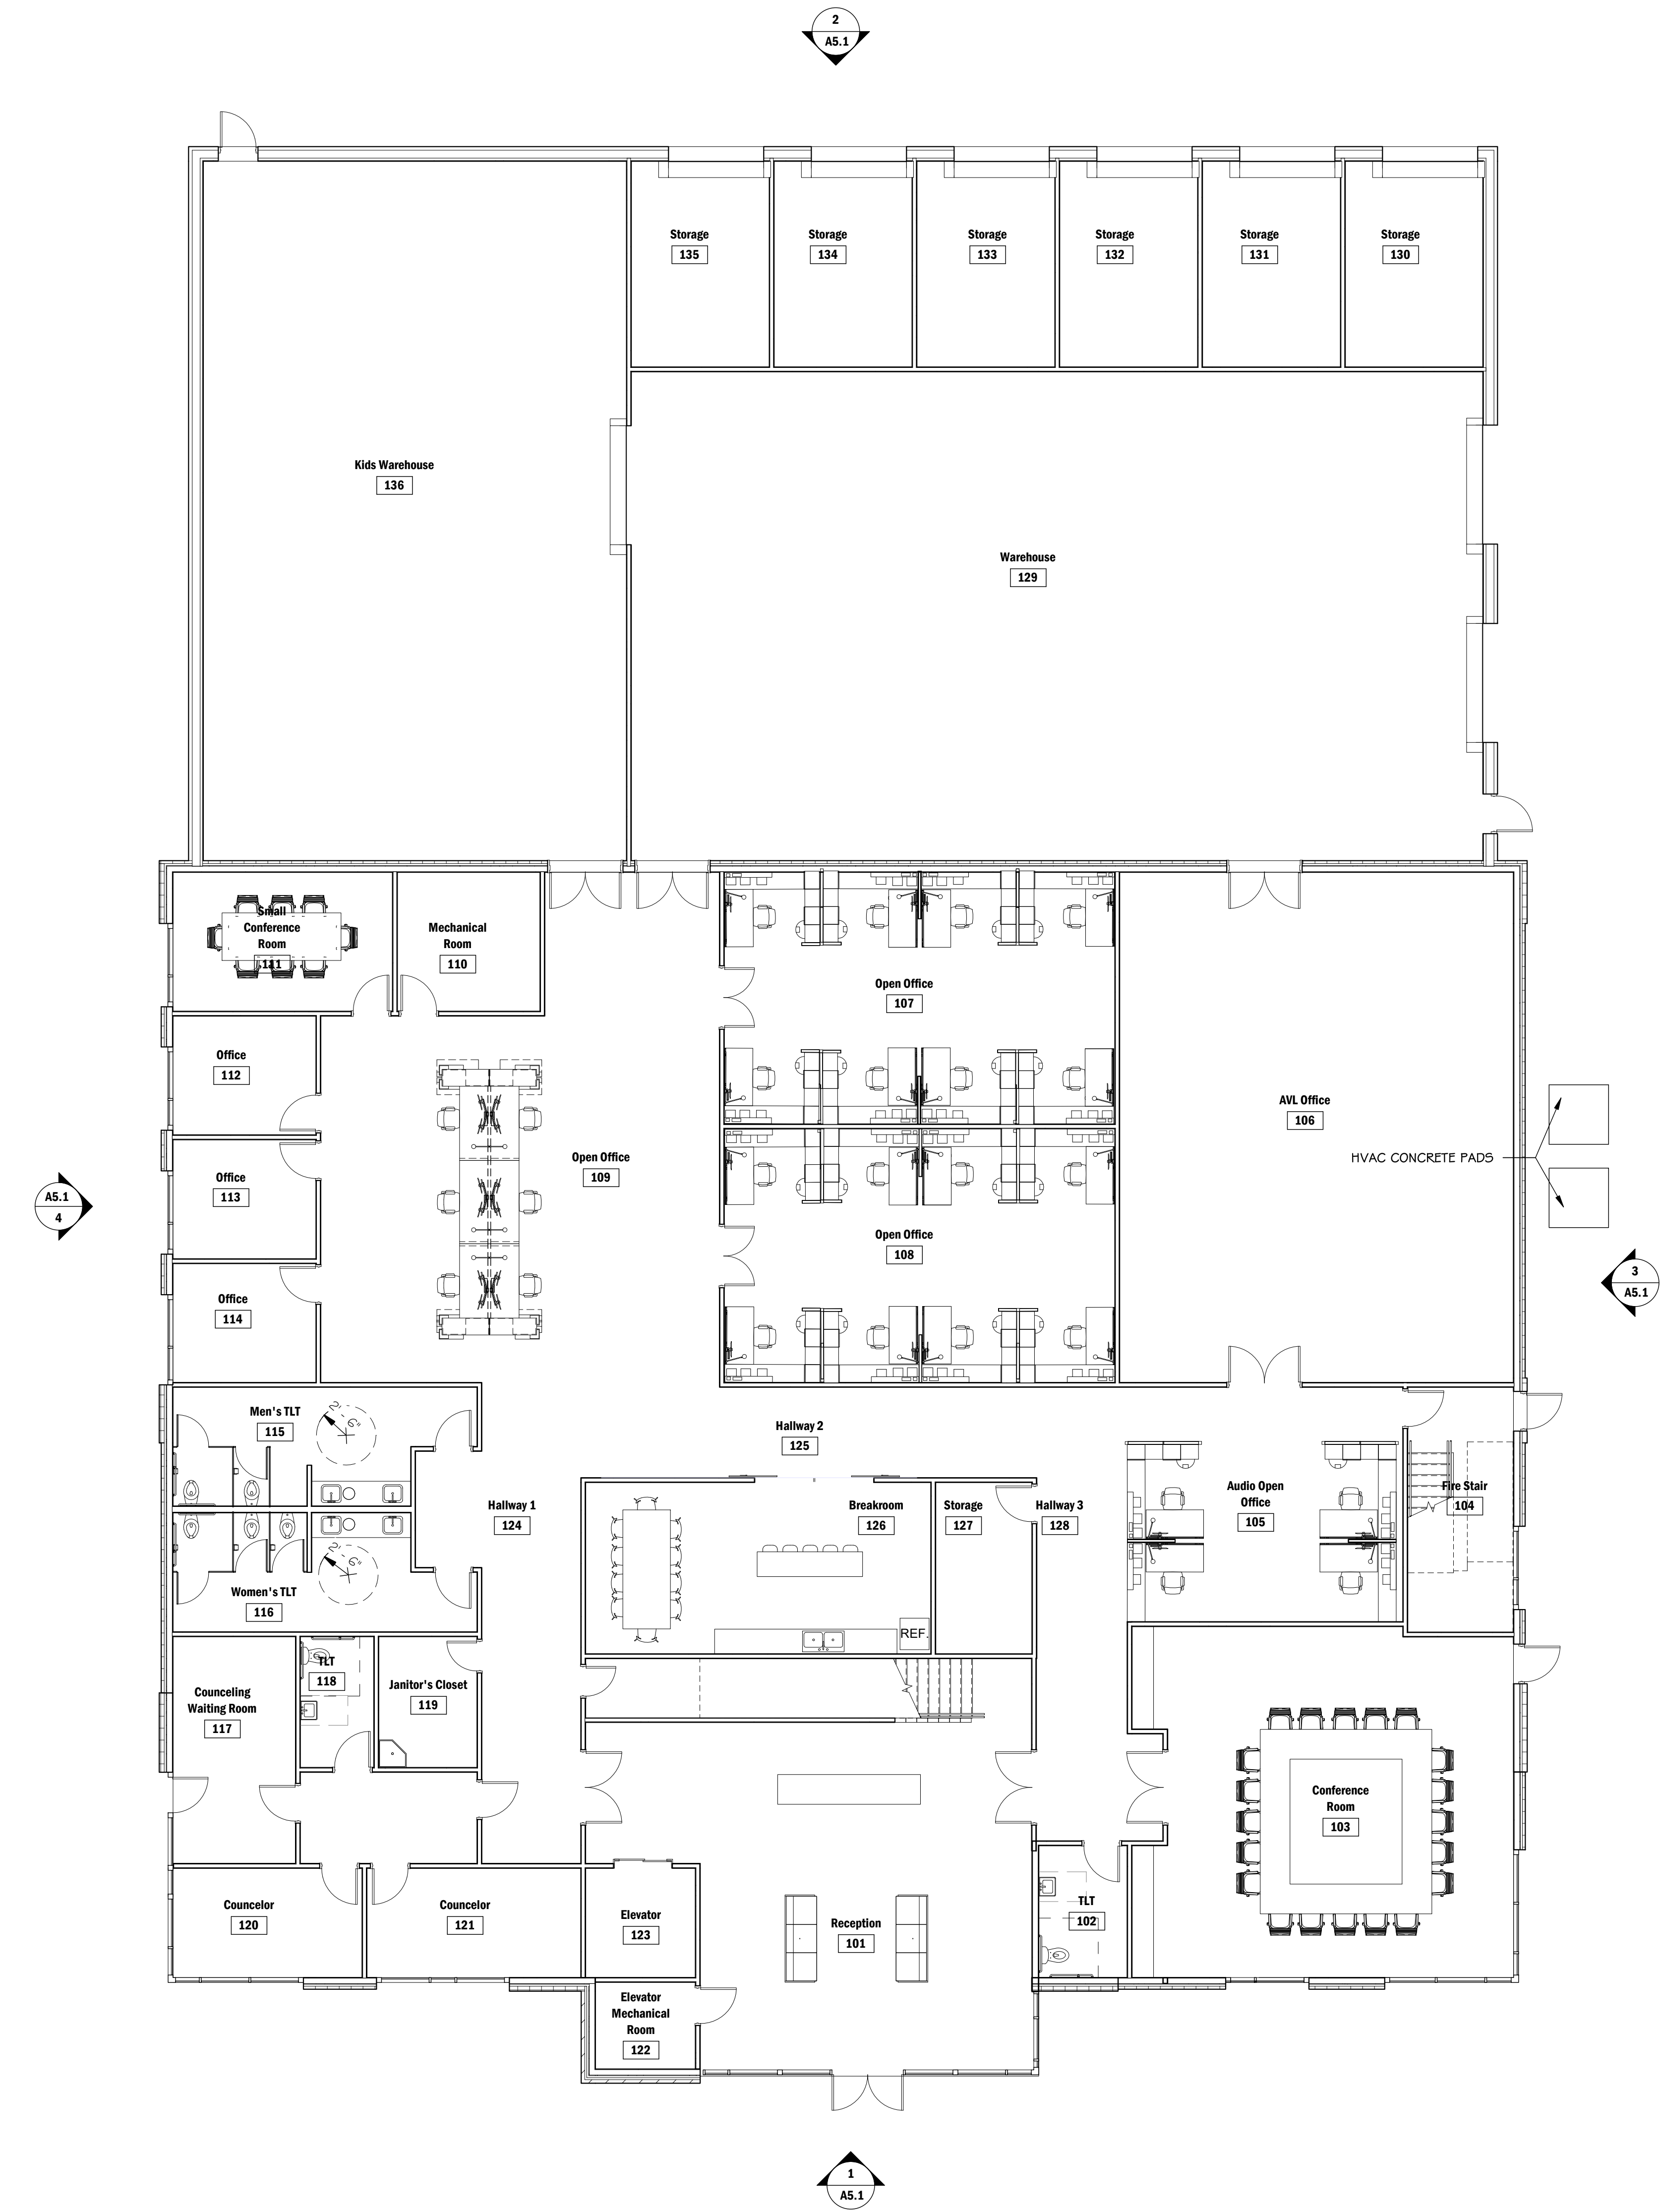 2
A5.1
Storage
135
Storage
134
Storage
133
Storage
132
Storage
131
Storage
130
Kids Warehouse
136
Warehouse
129
Small
Conference
Room
111
Mechanical
Room
110
Open Office
107
Office
112
AVL Office
106
HVAC CONCRETE PADS
Open Office
109
Office
113
A5.1
4
Open Office
108
3
A5.1
Office
114
Men's TLT
115
2' - 6"
Hallway 2
125
Hallway 1
124
Breakroom
126
Storage
127
Hallway 3
128
Audio Open
Office
105
Fire Stair
104
2' - 6"
Women's TLT
116
REF.
TLT
118
Janitor's Closet
119
Counceling
Waiting Room
117
Conference
Room
103
Councelor
120
Councelor
121
Elevator
123
Reception
101
TLT
102
Elevator
Mechanical
Room
122
1
A5.1